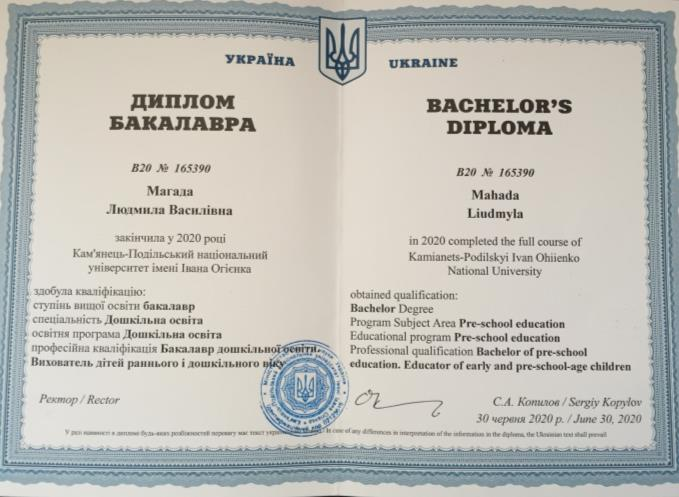 УКРАЇНА
ДИПЛОМ
БАКАЛАВРА
В20 № 165390
Магада
Людмила Василівна
закінчила у 2020 році
Кам'янець-Подільський національний
університет імені Івана Огієнка
здобула кваліфікацію:
ступінь вищої освіти бакалавр
спеціальність Дошкільна освіта
освітня програма Дошкільна освіта
професійна кваліфікація Бакалавр дошкільної освіти.
Вихователь дітей раннього і дошкільного віку
Ректор / Rector
UKRAINE
BACHELOR'S
DIPLOMA
B20 № 165390
Mahada
Liudmyla
in 2020 completed the full course of
Kamianets-Podilskyi Ivan Ohiienko
National University
obtained qualification:
Bachelor Degree
Program Subject Area Pre-school education
Educational program Pre-school education
Professional qualification Bachelor of pre-school
education. Educator of early and pre-school-age children
С.А. Копилов / Sergiy Kopylov
30 червня 2020 р. / June 30, 2020
У разі наявності в дипломі будь-яких розбіжностей перевагу має текст / In case of any differences in interpretation of the information in the diploma, the Ukrainian text shall prevail